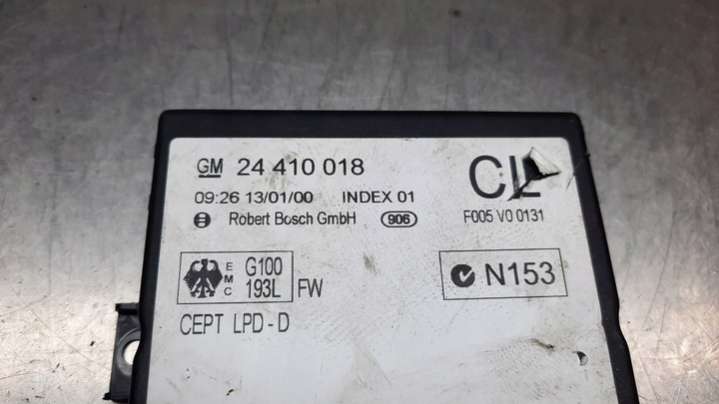 GM 24 410 018
09:26 13/01/00 INDEX 01
Robert Bosch GmbH 906
F005 V0 0131
EMC G100
193L FW
N153
CEPT LPD-D